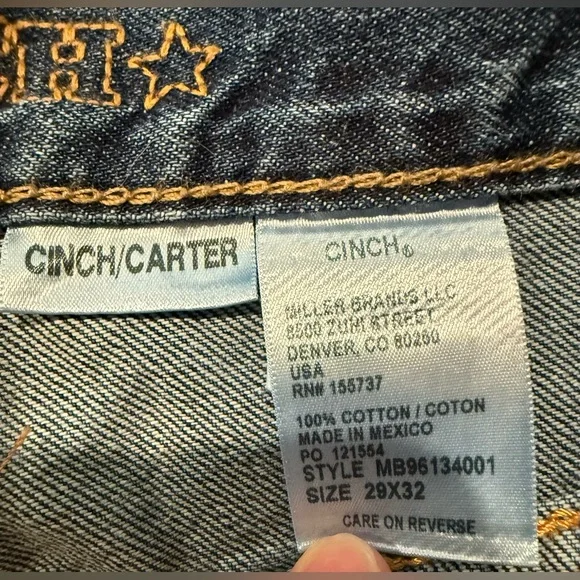 CH
CINCH/CARTER
CINCH®
MILLER BRANDS LLC
8500 ZUNI STREET
DENVER, CO 80260
USA
RN# 155737
100% COTTON / COTON
MADE IN MEXICO
PO 121554
STYLE MB96134001
SIZE 29X32
CARE ON REVERSE